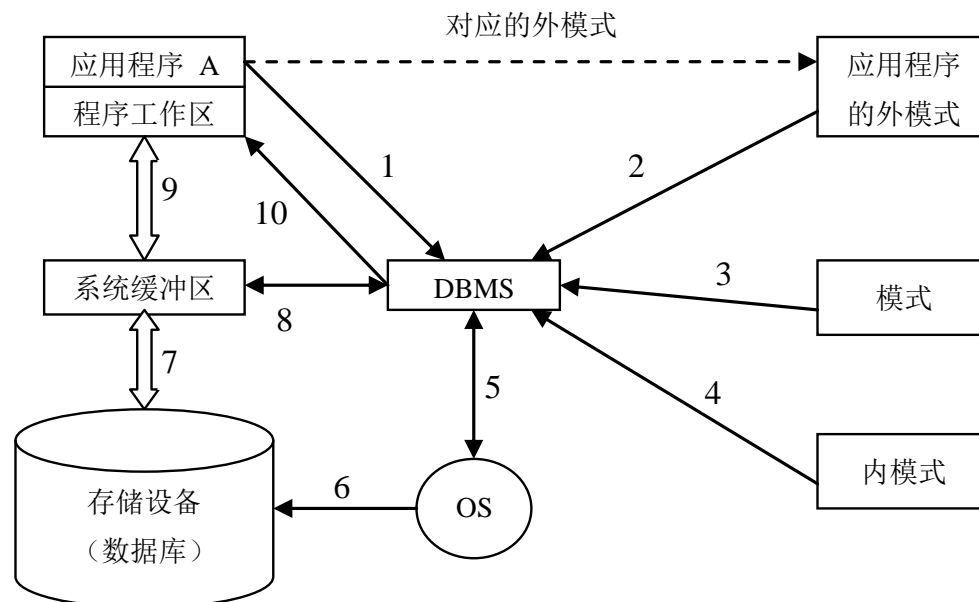 对应的外模式
应用程序 A
应用程序
的外模式
程序工作区
1
2
9
10
系统缓冲区
DBMS
3
模式
8
7
5
4
内模式
存储设备
(数据库)
6
OS